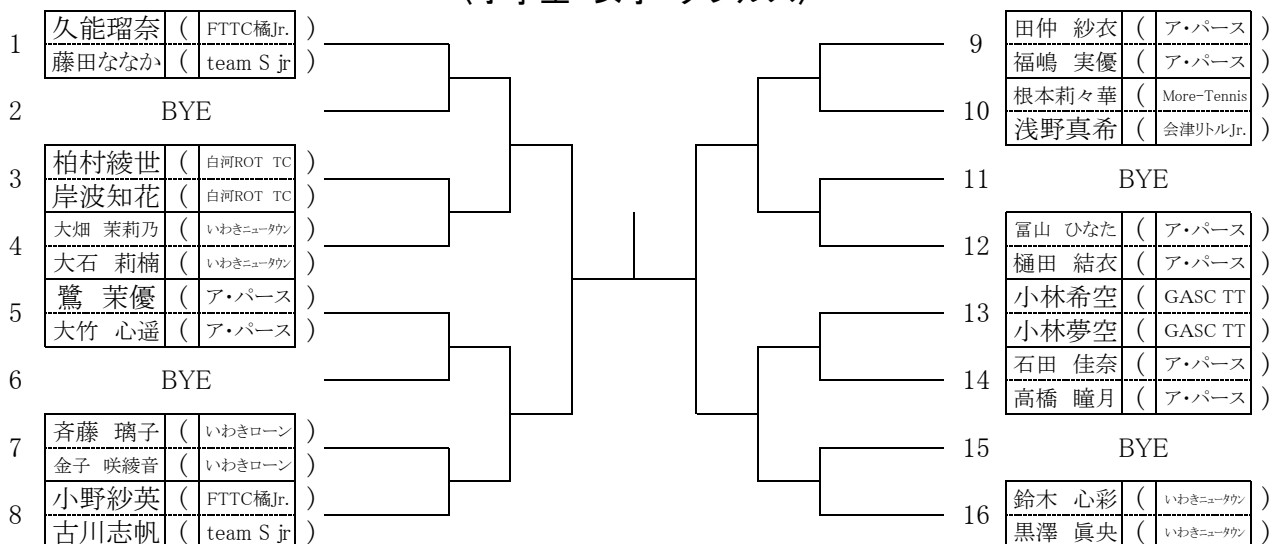 1 久能瑠奈 ( FTTC橘Jr. )
藤田ななか ( team S jr )
2 BYE
3 柏村綾世 ( 白河ROT TC )
岸波知花 ( 白河ROT TC )
4 大畑 茉莉乃 ( いわきニュータウン )
大石 莉楠 ( いわきニュータウン )
5 鷺 茉優 ( ア・パース )
大竹 心遥 ( ア・パース )
6 BYE
7 斉藤 璃子 ( いわきローン )
金子 咲綾音 ( いわきローン )
8 小野紗英 ( FTTC橘Jr. )
古川志帆 ( team S jr )
9 田仲 紗衣 ( ア・パース )
福嶋 実優 ( ア・パース )
10 根本莉々華 ( More-Tennis )
浅野真希 ( 会津リトルJr. )
11 BYE
12 冨山 ひなた ( ア・パース )
樋田 結衣 ( ア・パース )
13 小林希空 ( GASC TT )
小林夢空 ( GASC TT )
14 石田 佳奈 ( ア・パース )
高橋 瞳月 ( ア・パース )
15 BYE
16 鈴木 心彩 ( いわきニュータウン )
黒澤 眞央 ( いわきニュータウン )